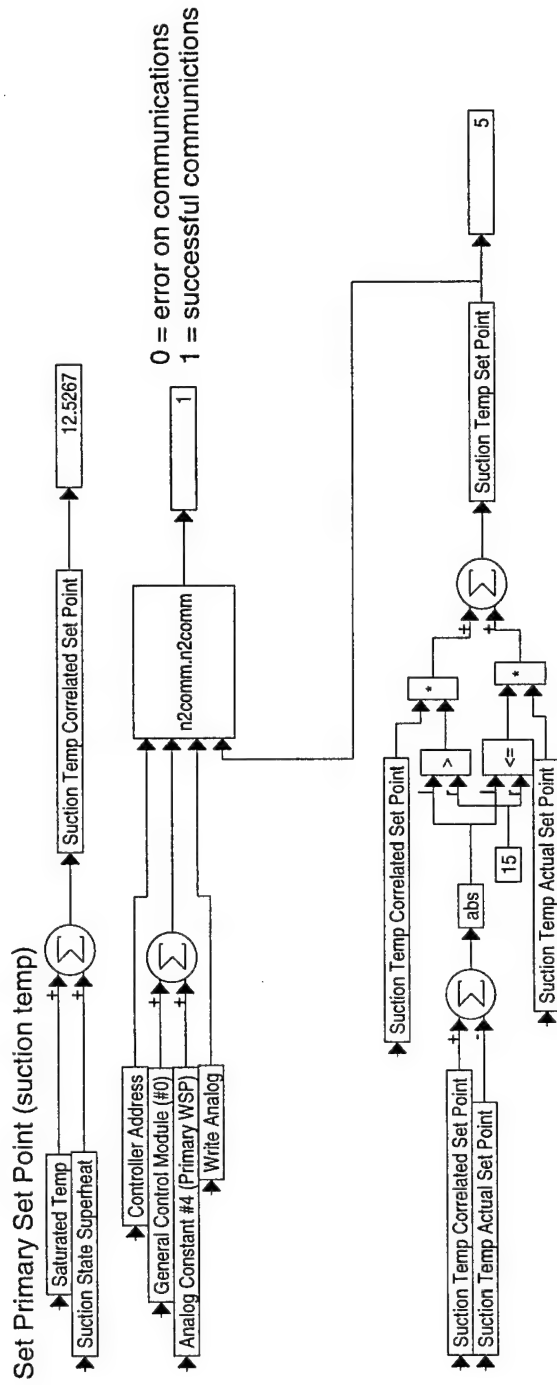 Set Primary Set Point (suction temp)
Saturated Temp
Suction State Superheat
+
+
Σ
Suction Temp Correlated Set Point
12.5267
Controller Address
General Control Module (#0)
Analog Constant #4 (Primary WSP)
Write Analog
+
+
Σ
n2comm.n2comm
1
0 = error on communications
1 = successful communictions
Suction Temp Correlated Set Point
Suction Temp Actual Set Point
+
-
Σ
abs
15
Suction Temp Correlated Set Point
l
r
>
l
r
<=
Suction Temp Actual Set Point
*
*
+
+
Σ
Suction Temp Set Point
5